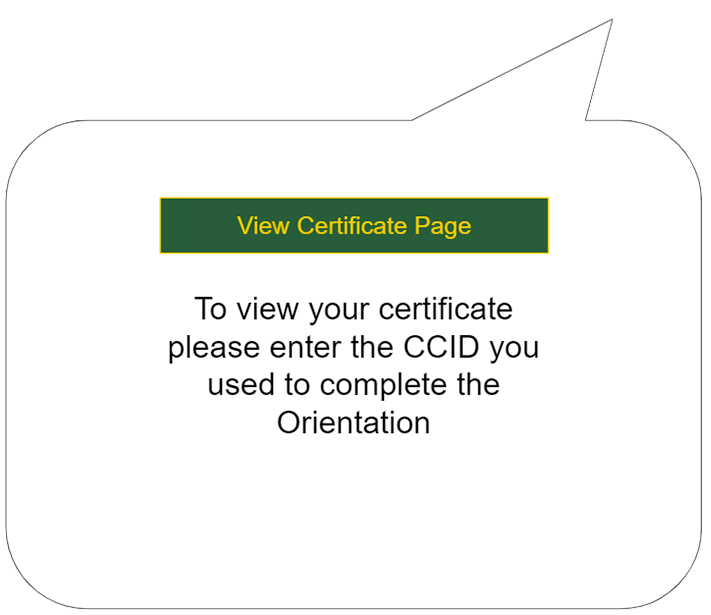 View Certificate Page
To view your certificate
please enter the CCID you
used to complete the
Orientation